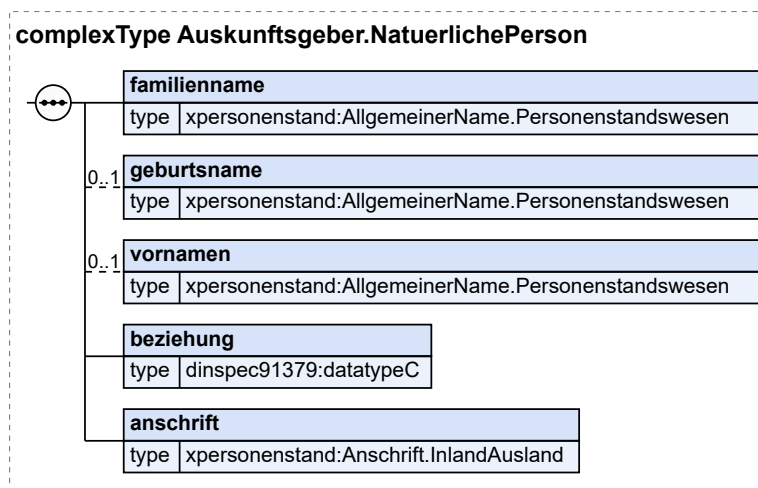 complexType Auskunftsgeber.NatuerlichePerson
familienname
type xpersonenstand:AllgemeinerName.Personenstandswesen
0..1 geburtsname
type xpersonenstand:AllgemeinerName.Personenstandswesen
0..1 vornamen
type xpersonenstand:AllgemeinerName.Personenstandswesen
beziehung
type dinspec91379:datatypeC
anschrift
type xpersonenstand:Anschrift.InlandAusland